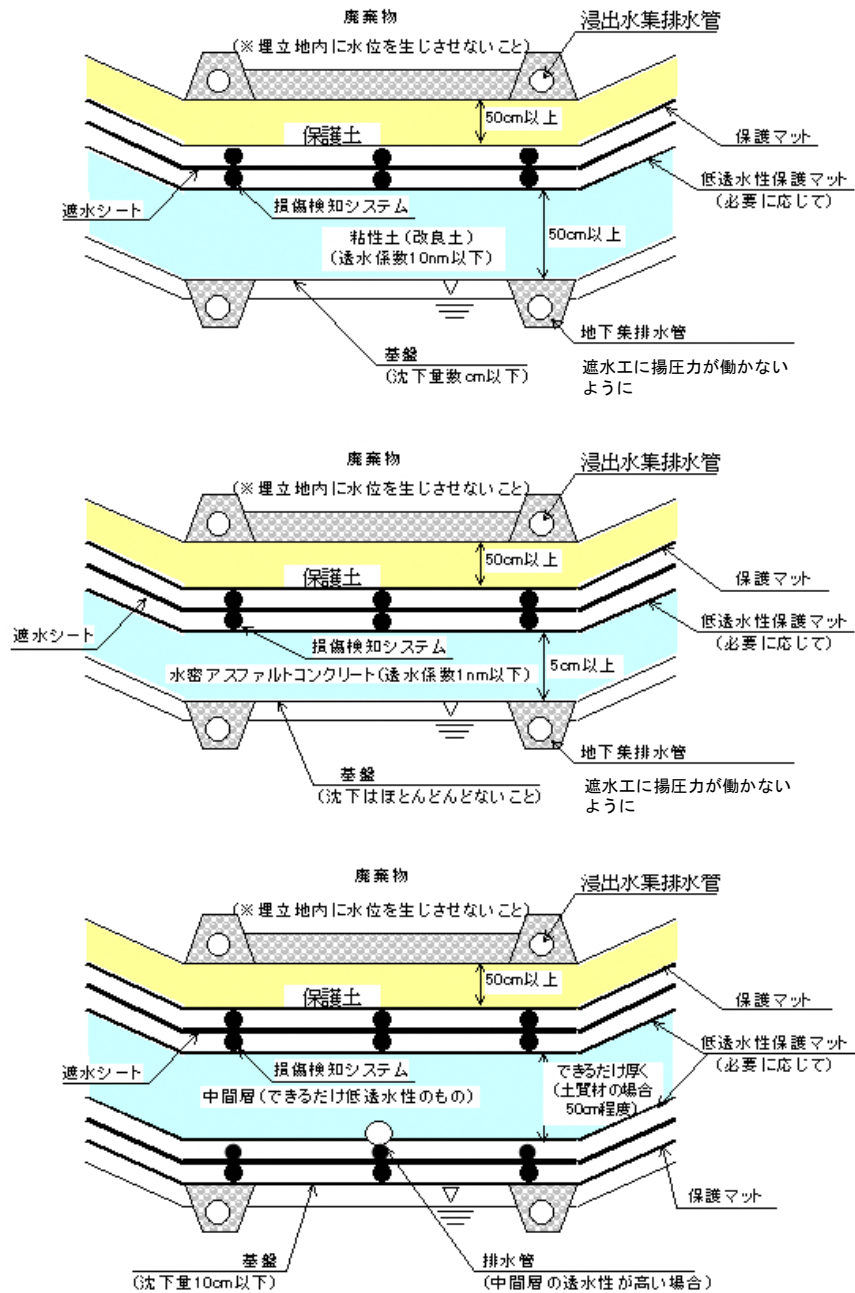 廃棄物
(※埋立地内に水位を生じさせないこと)
浸出水集排水管
50cm以上
保護土
保護マット
低透水性保護マット
(必要に応じて)
遮水シート
損傷検知システム
粘性土(改良土)
(透水係数10nm以下)
50cm以上
地下集排水管
基盤
(沈下量数cm以下)
遮水工に揚圧力が働かない
ように
廃棄物
(※埋立地内に水位を生じさせないこと)
浸出水集排水管
50cm以上
保護土
保護マット
低透水性保護マット
(必要に応じて)
遮水シート
損傷検知システム
水密アスファルトコンクリート(透水係数1nm以下)
5cm以上
地下集排水管
基盤
(沈下はほとんどんどないこと)
遮水工に揚圧力が働かない
ように
廃棄物
(※埋立地内に水位を生じさせないこと)
浸出水集排水管
50cm以上
保護土
保護マット
低透水性保護マット
(必要に応じて)
遮水シート
損傷検知システム
中間層(できるだけ低透水性のもの)
できるだけ厚く
(土質材の場合
50cm程度)
保護マット
基盤
(沈下量10cm以下)
排水管
(中間層の透水性が高い場合)